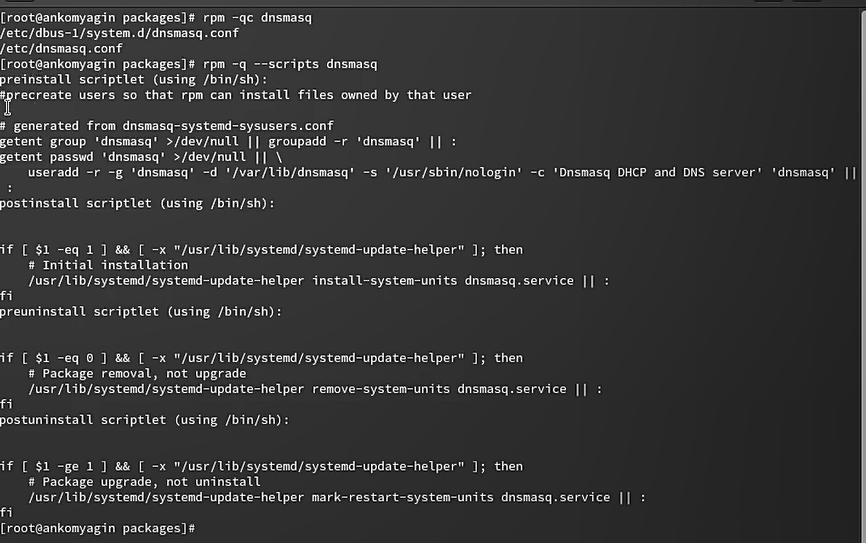 [root@ankomyagin packages]# rpm -qc dnsmasq
/etc/dbus-1/system.d/dnsmasq.conf
/etc/dnsmasq.conf
[root@ankomyagin packages]# rpm -q --scripts dnsmasq
preinstall scriptlet (using /bin/sh):
#precreate users so that rpm can install files owned by that user
# generated from dnsmasq-systemd-sysusers.conf
getent group 'dnsmasq' >/dev/null || groupadd -r 'dnsmasq' || :
getent passwd 'dnsmasq' >/dev/null || \
    useradd -r -g 'dnsmasq' -d '/var/lib/dnsmasq' -s '/usr/sbin/nologin' -c 'Dnsmasq DHCP and DNS server' 'dnsmasq' ||
 :
postinstall scriptlet (using /bin/sh):
if [ $1 -eq 1 ] && [ -x "/usr/lib/systemd/systemd-update-helper" ]; then
    # Initial installation
    /usr/lib/systemd/systemd-update-helper install-system-units dnsmasq.service || :
fi
preuninstall scriptlet (using /bin/sh):
if [ $1 -eq 0 ] && [ -x "/usr/lib/systemd/systemd-update-helper" ]; then
    # Package removal, not upgrade
    /usr/lib/systemd/systemd-update-helper remove-system-units dnsmasq.service || :
fi
postuninstall scriptlet (using /bin/sh):
if [ $1 -ge 1 ] && [ -x "/usr/lib/systemd/systemd-update-helper" ]; then
    # Package upgrade, not uninstall
    /usr/lib/systemd/systemd-update-helper mark-restart-system-units dnsmasq.service || :
fi
[root@ankomyagin packages]#